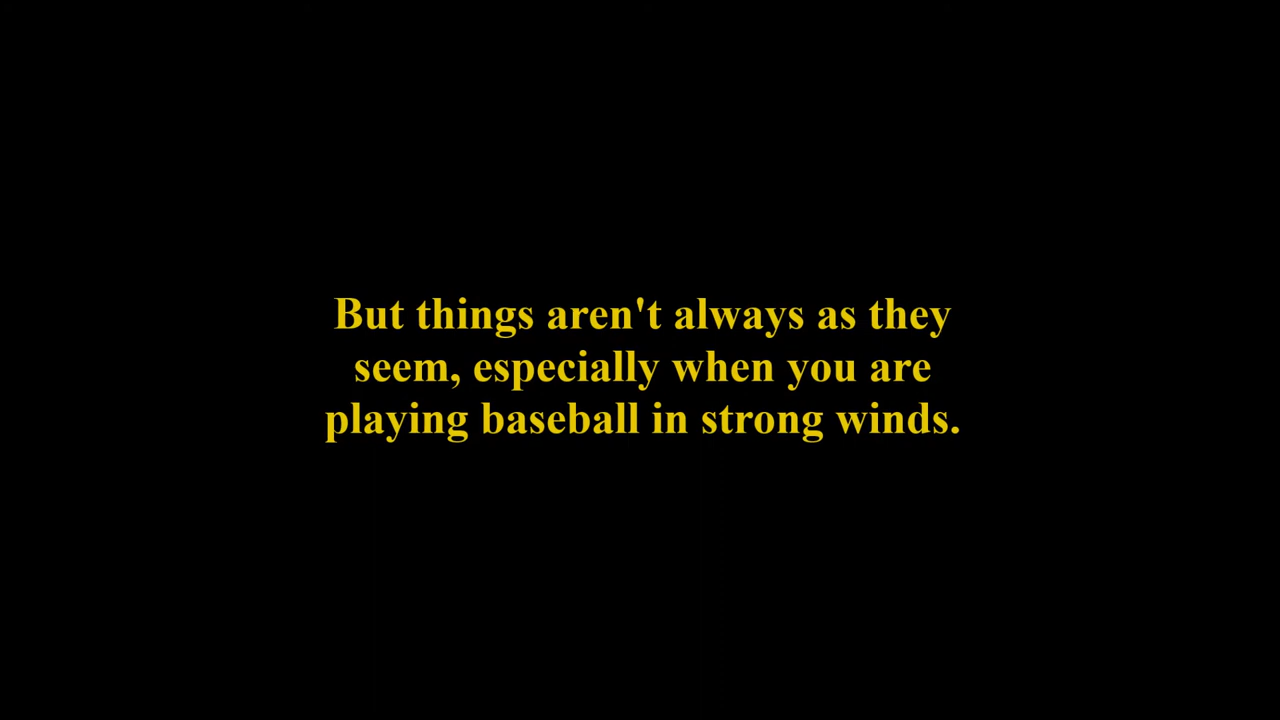 But things aren't always as they
seem, especially when you are
playing baseball in strong winds.